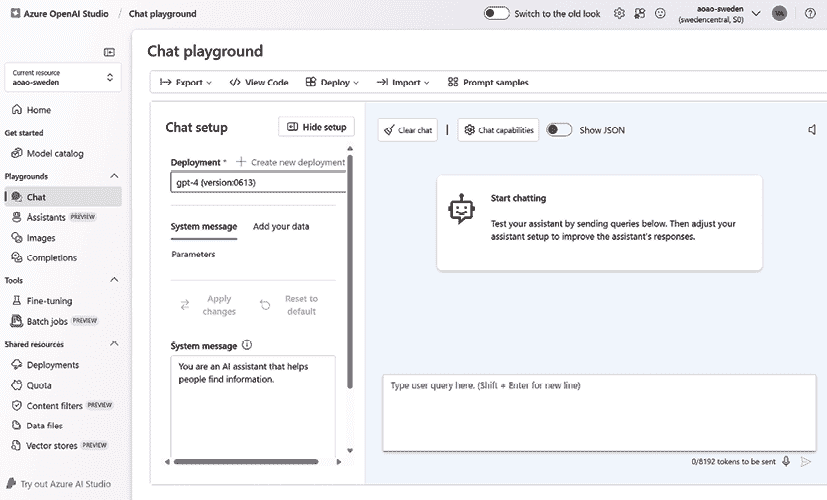 Azure OpenAI Studio / Chat playground
Switch to the old look
aoao-sweden
(swedencentral, S0)
VA
Current resource
aoao-sweden
Home
Get started
Model catalog
Playgrounds
Chat
Assistants PREVIEW
Images
Completions
Tools
Fine-tuning
Batch jobs PREVIEW
Shared resources
Deployments
Quota
Content filters PREVIEW
Data files
Vector stores PREVIEW
Try out Azure AI Studio
Chat playground
Export
View Code
Deploy
Import
Prompt samples
Chat setup
Hide setup
Deployment * + Create new deployment
gpt-4 (version:0613)
System message
Add your data
Parameters
Apply changes
Reset to default
System message
You are an AI assistant that helps
people find information.
Clear chat
Chat capabilities
Show JSON
Start chatting
Test your assistant by sending queries below. Then adjust your
assistant setup to improve the assistant's responses.
Type user query here. (Shift + Enter for new line)
0/8192 tokens to be sent